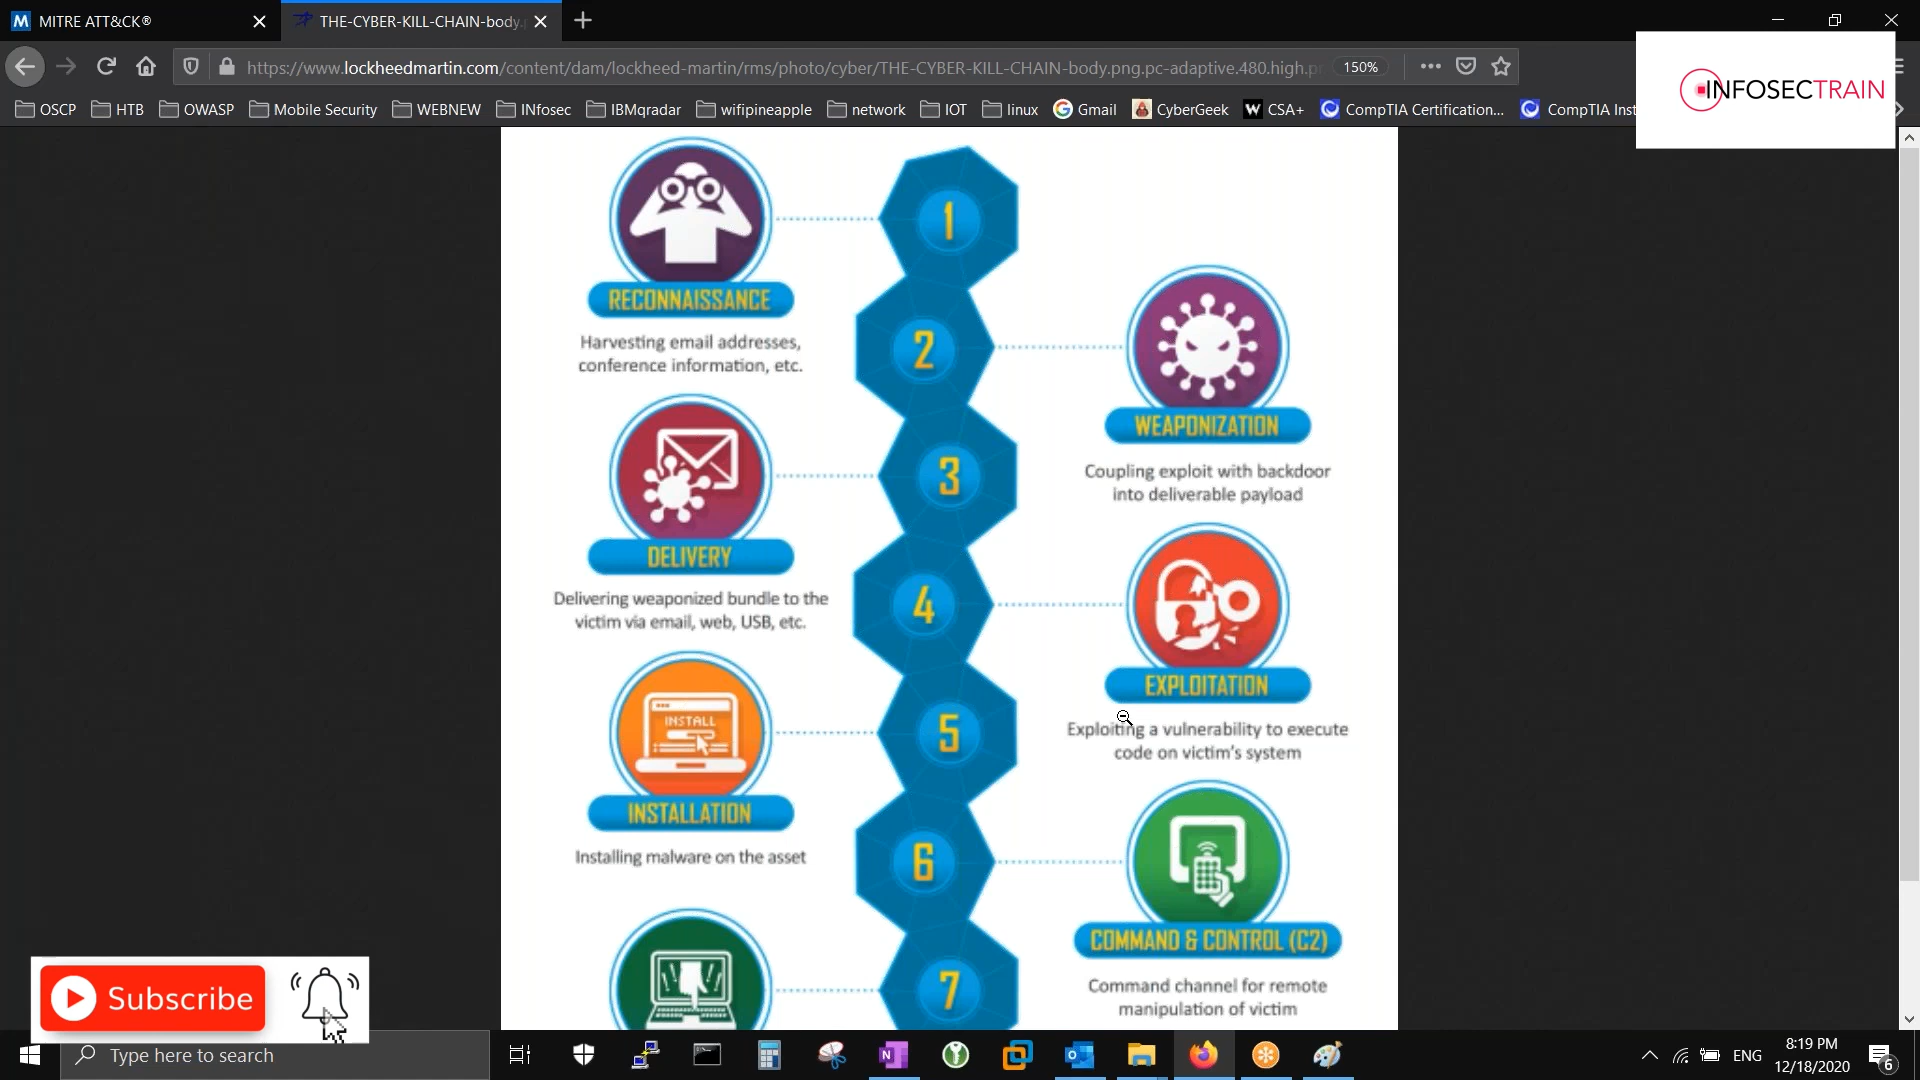 MITRE ATT&CK®
THE-CYBER-KILL-CHAIN-body.
https://www.lockheedmartin.com/content/dam/lockheed-martin/rms/photo/cyber/THE-CYBER-KILL-CHAIN-body.png.pc-adaptive.480.high.pr
150%
INFOSECTRAIN
OSCP
HTB
OWASP
Mobile Security
WEBNEW
INfosec
IBMqradar
wifipineapple
network
IOT
linux
Gmail
CyberGeek
CSA+
CompTIA Certification...
CompTIA Inst
1
RECONNAISSANCE
Harvesting email addresses,
conference information, etc.
2
WEAPONIZATION
Coupling exploit with backdoor
into deliverable payload
3
DELIVERY
Delivering weaponized bundle to the
victim via email, web, USB, etc.
4
EXPLOITATION
Exploiting a vulnerability to execute
code on victim's system
5
INSTALL
INSTALLATION
Installing malware on the asset
6
COMMAND & CONTROL (C2)
Command channel for remote
manipulation of victim
7
Subscribe
Type here to search
ENG
8:19 PM
12/18/2020
6